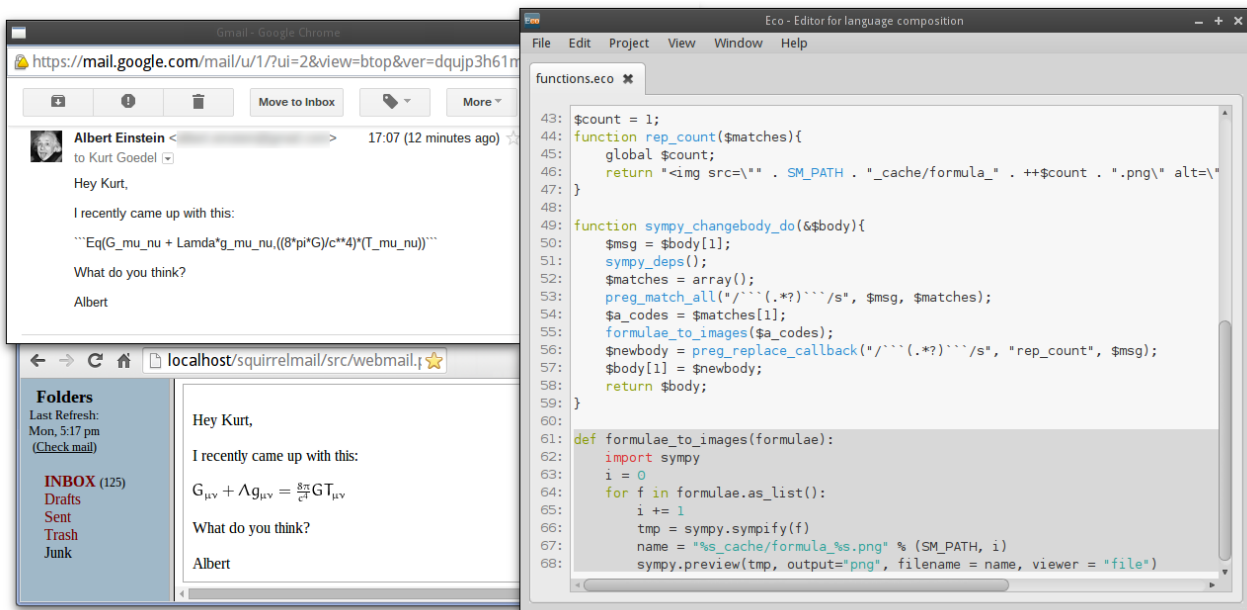 Gmail - Google Chrome
https://mail.google.com/mail/u/1/?ui=2&view=btop&ver=dqujp3h61m
Move to Inbox
More
Albert Einstein <
>
17:07 (12 minutes ago)
to Kurt Goedel
Hey Kurt,
I recently came up with this:
```Eq(G_mu_nu + Lamda*g_mu_nu,((8*pi*G)/c**4)*(T_mu_nu))```
What do you think?
Albert
localhost/squirrelmail/src/webmail.p
Folders
Last Refresh:
Mon, 5:17 pm
(Check mail)
INBOX (125)
Drafts
Sent
Trash
Junk
Hey Kurt,
I recently came up with this:
Gμν + Λgμν = 8π/c⁴ GTμν
What do you think?
Albert
Eco
Eco - Editor for language composition
File Edit Project View Window Help
functions.eco
43: $count = 1;
44: function rep_count($matches){
45: global $count;
46: return "<img src=\"" . SM_PATH . "_cache/formula_" . ++$count . ".png\" alt=\"
47: }
48:
49: function sympy_changebody_do(&$body){
50: $msg = $body[1];
51: sympy_deps();
52: $matches = array();
53: preg_match_all("/```(.*?)```/s", $msg, $matches);
54: $a_codes = $matches[1];
55: formulae_to_images($a_codes);
56: $newbody = preg_replace_callback("/```(.*?)```/s", "rep_count", $msg);
57: $body[1] = $newbody;
58: return $body;
59: }
60:
61: def formulae_to_images(formulae):
62: import sympy
63: i = 0
64: for f in formulae.as_list():
65: i += 1
66: tmp = sympy.sympify(f)
67: name = "%s_cache/formula_%s.png" % (SM_PATH, i)
68: sympy.preview(tmp, output="png", filename = name, viewer = "file")